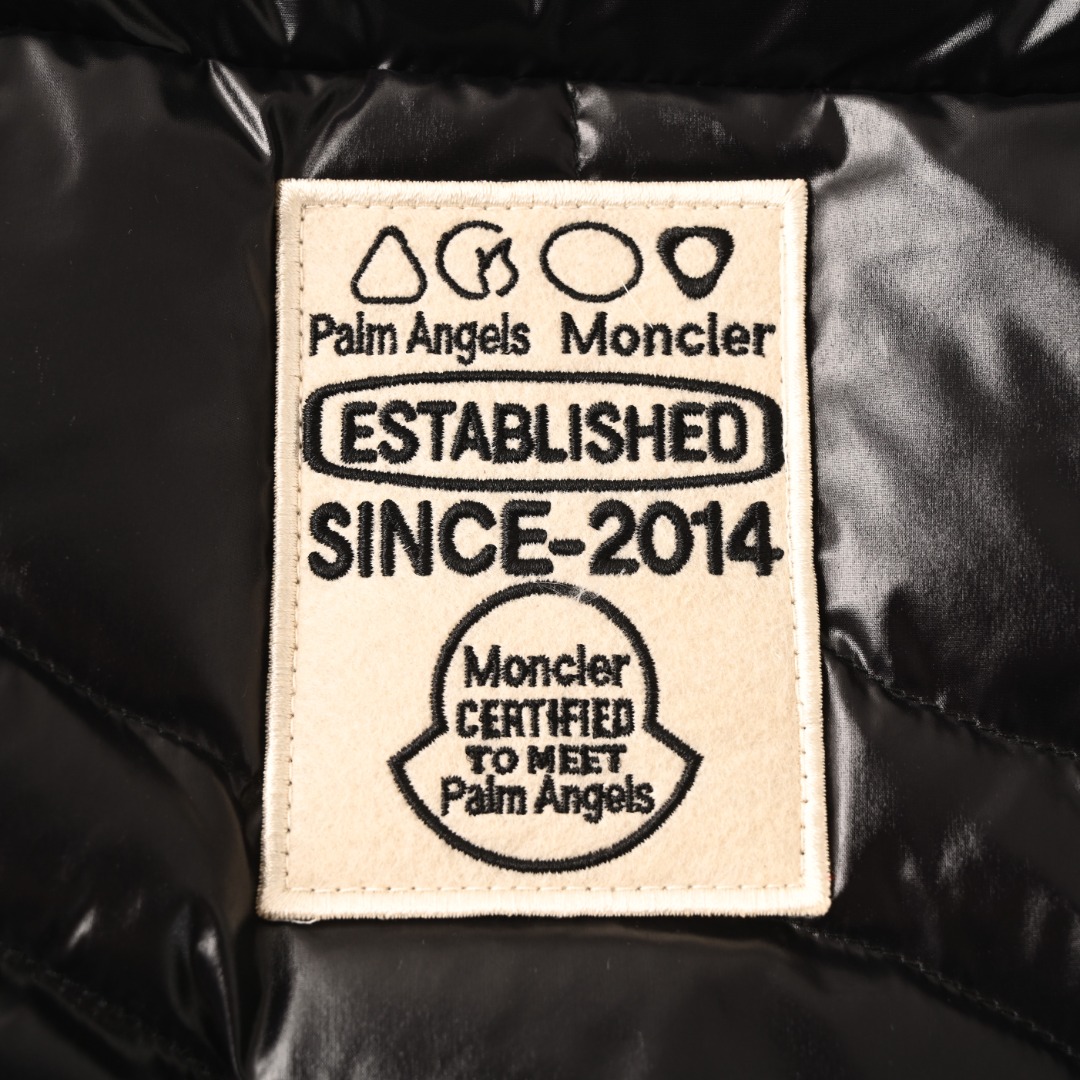 Palm Angels Moncler
ESTABLISHED
SINCE-2014
Moncler
CERTIFIED
TO MEET
Palm Angels